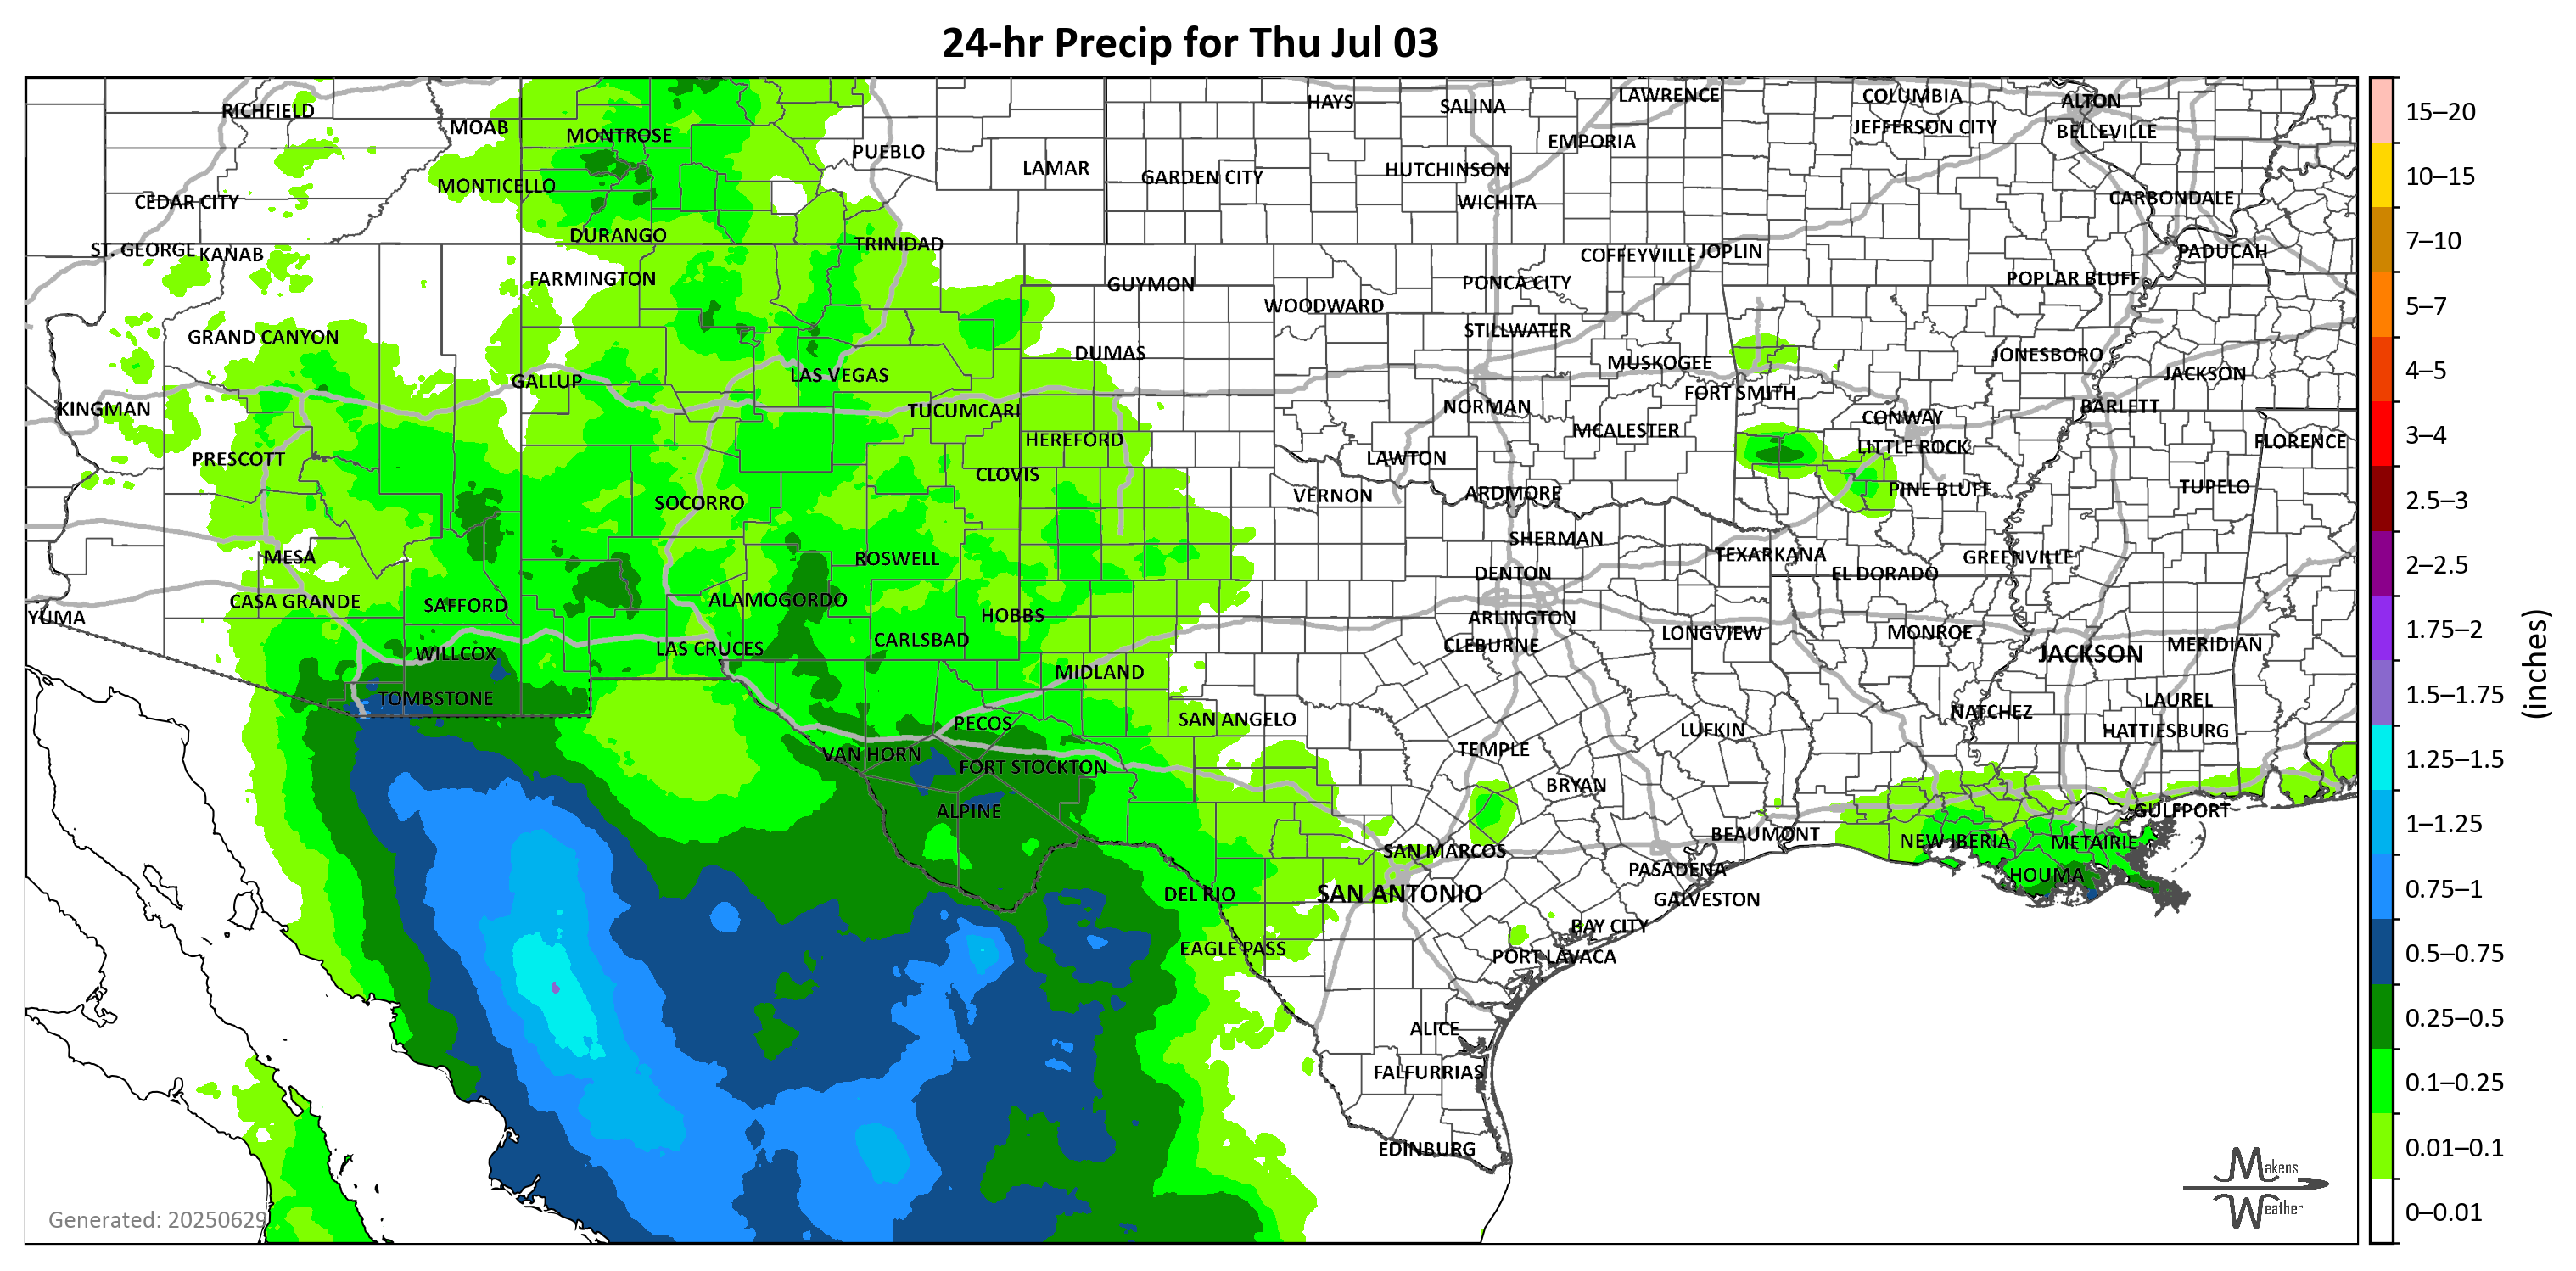 24-hr Precip for Thu Jul 03
RICHFIELD
MOAB
MONTROSE
PUEBLO
LAMAR
HAYS
SALINA
LAWRENCE
COLUMBIA
ALTON
JEFFERSON CITY
BELLEVILLE
EMPORIA
GARDEN CITY
HUTCHINSON
WICHITA
MONTICELLO
CEDAR CITY
CARBONDALE
DURANGO
TRINIDAD
ST. GEORGE
KANAB
COFFEYVILLE
JOPLIN
PADUCAH
FARMINGTON
GUYMON
PONCA CITY
POPLAR BLUFF
WOODWARD
STILLWATER
GRAND CANYON
DUMAS
MUSKOGEE
JONESBORO
JACKSON
GALLUP
LAS VEGAS
FORT SMITH
KINGMAN
TUCUMCARI
NORMAN
CONWAY
BARLETT
HEREFORD
MCALESTER
LITTLE ROCK
FLORENCE
PRESCOTT
CLOVIS
LAWTON
SOCORRO
VERNON
ARDMORE
PINE BLUFF
TUPELO
MESA
ROSWELL
SHERMAN
TEXARKANA
GREENVILLE
DENTON
EL DORADO
YUMA
CASA GRANDE
SAFFORD
ALAMOGORDO
HOBBS
ARLINGTON
WILLCOX
LAS CRUCES
CARLSBAD
CLEBURNE
LONGVIEW
MONROE
JACKSON
MERIDIAN
MIDLAND
TOMBSTONE
PECOS
SAN ANGELO
LUFKIN
NATCHEZ
LAUREL
HATTIESBURG
VAN HORN
FORT STOCKTON
TEMPLE
BRYAN
ALPINE
GULFPORT
SAN MARCOS
BEAUMONT
NEW IBERIA
METAIRIE
DEL RIO
SAN ANTONIO
PASADENA
HOUMA
GALVESTON
EAGLE PASS
BAY CITY
PORT LAVACA
ALICE
FALFURRIAS
EDINBURG
Generated: 20250629
Makens
Weather
15–20
10–15
7–10
5–7
4–5
3–4
2.5–3
2–2.5
1.75–2
1.5–1.75
1.25–1.5
1–1.25
0.75–1
0.5–0.75
0.25–0.5
0.1–0.25
0.01–0.1
0–0.01
(inches)